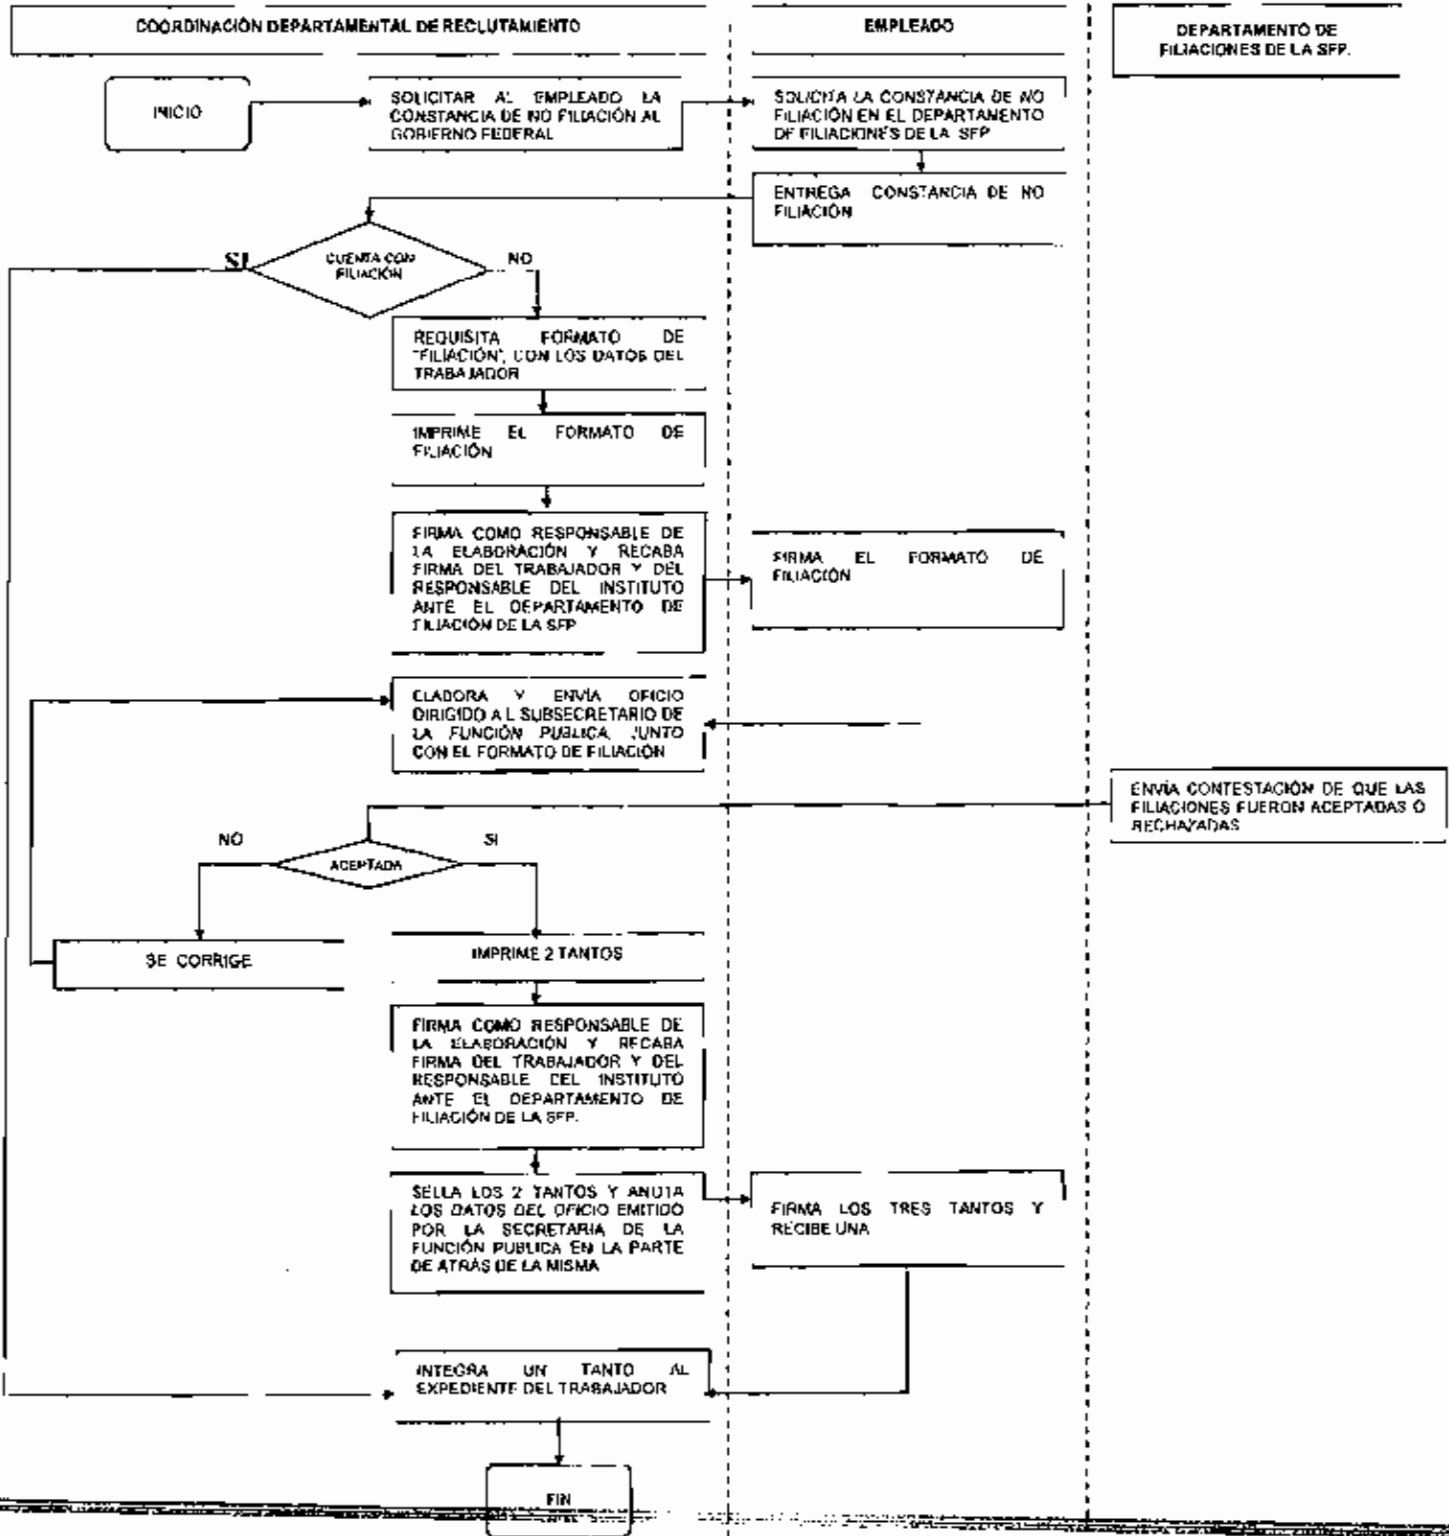 COORDINACIÓN DEPARTAMENTAL DE RECLUTAMIENTO
EMPLEADO
DEPARTAMENTO DE
FILIACIONES DE LA SFP.
INICIO
SOLICITAR AL EMPLEADO LA
CONSTANCIA DE NO FILIACIÓN AL
GOBIERNO FEDERAL
SOLICITA LA CONSTANCIA DE NO
FILIACIÓN EN EL DEPARTAMENTO
DE FILIACIONES DE LA SFP
ENTREGA CONSTANCIA DE NO
FILIACIÓN
SI
CUENTA CON
FILIACIÓN
NO
REQUISITA FORMATO DE
"FILIACIÓN", CON LOS DATOS DEL
TRABAJADOR
IMPRIME EL FORMATO DE
FILIACIÓN
FIRMA COMO RESPONSABLE DE
LA ELABORACIÓN Y RECABA
FIRMA DEL TRABAJADOR Y DEL
RESPONSABLE DEL INSTITUTO
ANTE EL DEPARTAMENTO DE
FILIACIÓN DE LA SFP
FIRMA EL FORMATO DE
FILIACIÓN
ELABORA Y ENVÍA OFICIO
DIRIGIDO AL SUBSECRETARIO DE
LA FUNCIÓN PUBLICA, JUNTO
CON EL FORMATO DE FILIACIÓN
ENVÍA CONTESTACIÓN DE QUE LAS
FILIACIONES FUERON ACEPTADAS O
RECHAZADAS
NO
ACEPTADA
SI
SE CORRIGE
IMPRIME 2 TANTOS
FIRMA COMO RESPONSABLE DE
LA ELABORACIÓN Y RECABA
FIRMA DEL TRABAJADOR Y DEL
RESPONSABLE DEL INSTITUTO
ANTE EL DEPARTAMENTO DE
FILIACIÓN DE LA SFP.
SELLA LOS 2 TANTOS Y ANOTA
LOS DATOS DEL OFICIO EMITIDO
POR LA SECRETARIA DE LA
FUNCIÓN PUBLICA EN LA PARTE
DE ATRÁS DE LA MISMA
FIRMA LOS TRES TANTOS Y
RECIBE UNA
INTEGRA UN TANTO AL
EXPEDIENTE DEL TRABAJADOR
FIN